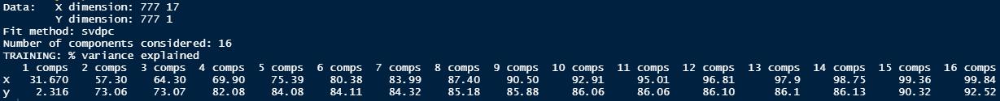 Data:   X dimension: 777 17
        Y dimension: 777 1
Fit method: svdpc
Number of components considered: 16
TRAINING: % variance explained
   1 comps  2 comps  3 comps  4 comps  5 comps  6 comps  7 comps  8 comps  9 comps  10 comps  11 comps  12 comps  13 comps  14 comps  15 comps  16 comps
X   31.670    57.30    64.30    69.90    75.39    80.38    83.99    87.40    90.50     92.91     95.01     96.81      97.9     98.75     99.36     99.84
y    2.316    73.06    73.07    82.08    84.08    84.11    84.32    85.18    85.88     86.06     86.06     86.10      86.1     86.13     90.32     92.52